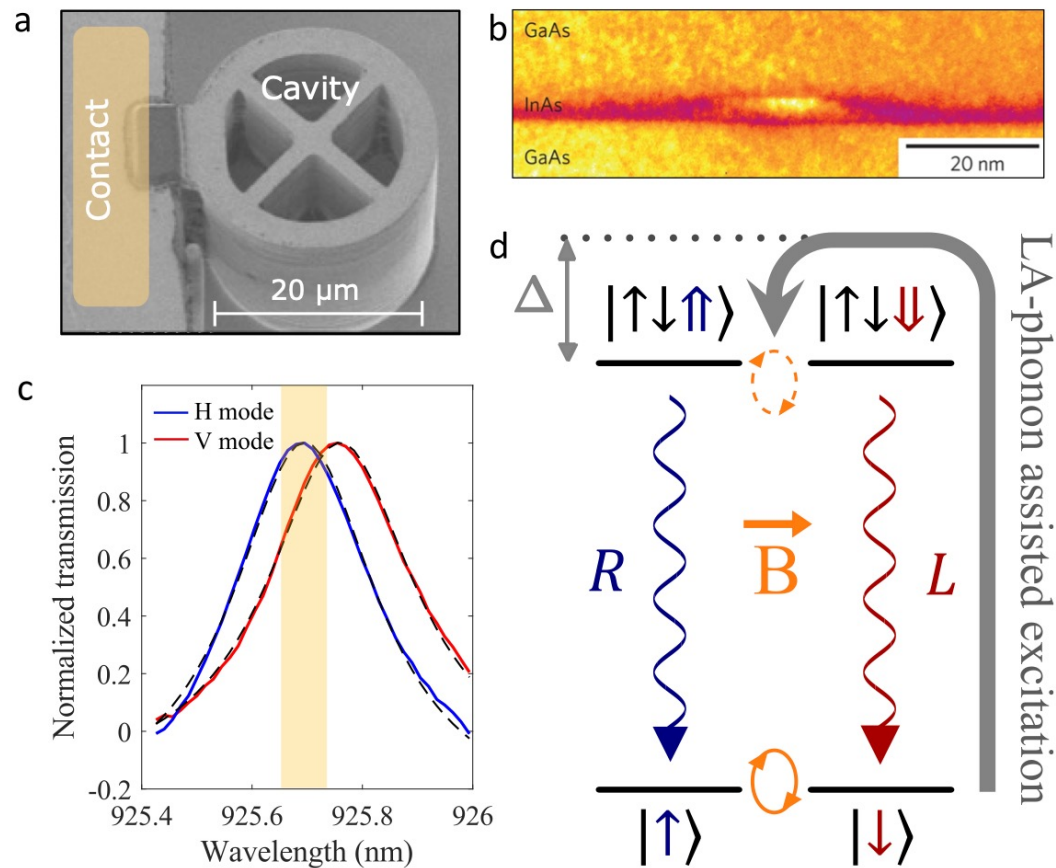 a
Contact
Cavity
20 μm
b
GaAs
InAs
GaAs
20 nm
c
H mode
V mode
Normalized transmission
1
0.8
0.6
0.4
0.2
0
-0.2
925.4
925.6
925.8
926
Wavelength (nm)
d
Δ
|↑↓⇑⟩
|↑↓⇓⟩
R
B
L
|↑⟩
|↓⟩
LA-phonon assisted excitation